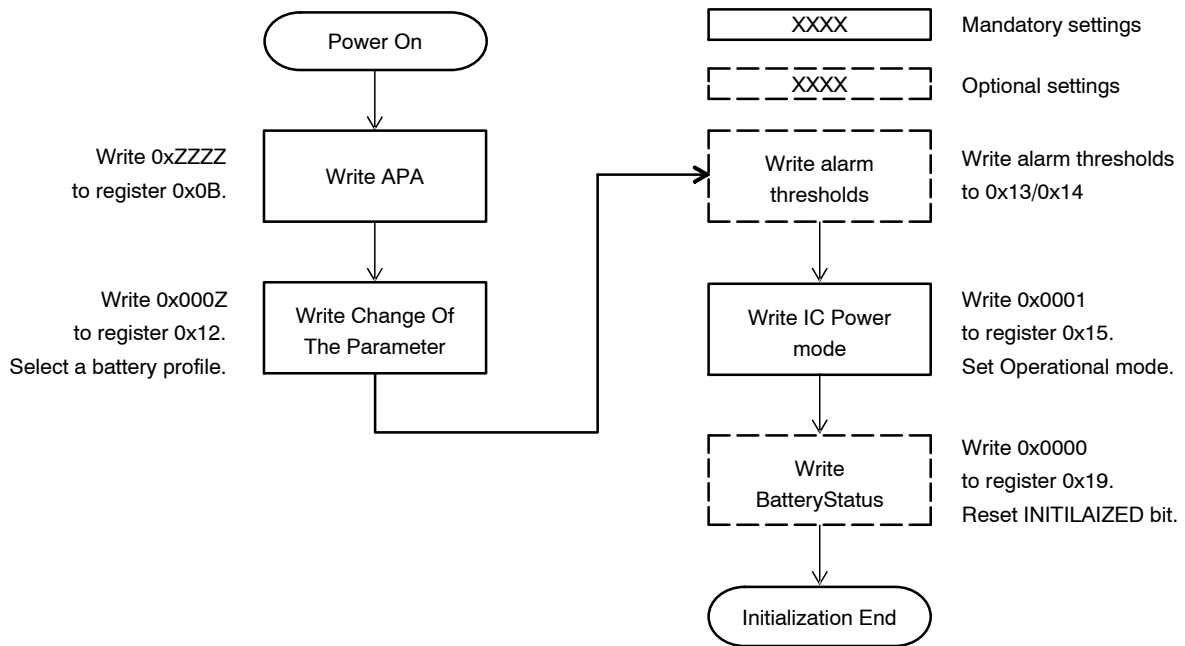 Power On
Write 0xZZZZ
to register 0x0B.
Write APA
Write 0x000Z
to register 0x12.
Select a battery profile.
Write Change Of
The Parameter
XXXX
Mandatory settings
XXXX
Optional settings
Write alarm
thresholds
Write alarm thresholds
to 0x13/0x14
Write IC Power
mode
Write 0x0001
to register 0x15.
Set Operational mode.
Write
BatteryStatus
Write 0x0000
to register 0x19.
Reset INITILAIZED bit.
Initialization End